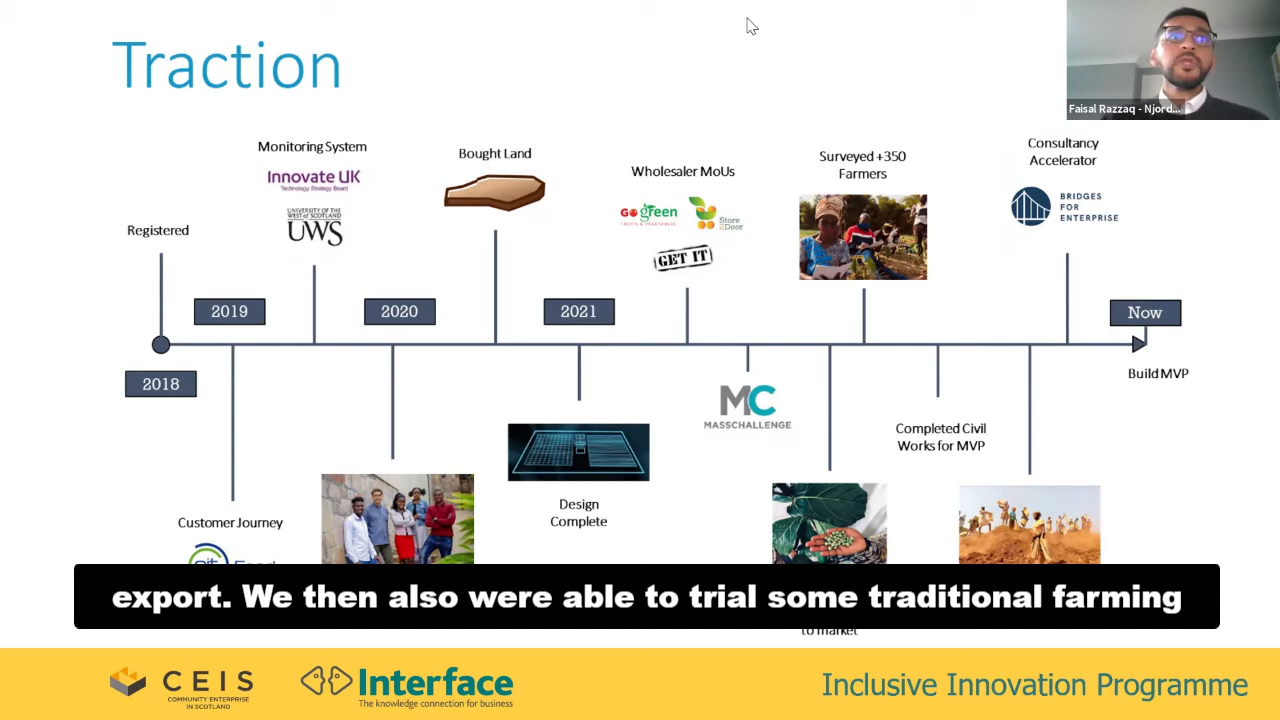 Traction
Faisal Razzaq - Njord...
Registered
Monitoring System
Innovate UK
Technology Strategy Board
UNIVERSITY OF THE
WEST OF SCOTLAND
UWS
Bought Land
Wholesaler MoUs
GO green
FRUITS & VEGETABLES
Store
2Door
GET IT
Surveyed +350
Farmers
Consultancy
Accelerator
BRIDGES
FOR
ENTERPRISE
2019
2020
2021
Now
2018
Build MVP
MC
MASSCHALLENGE
Completed Civil
Works for MVP
Design
Complete
Customer Journey
export. We then also were able to trial some traditional farming
to market
CEIS
COMMUNITY ENTERPRISE
IN SCOTLAND
Interface
The knowledge connection for business
Inclusive Innovation Programme